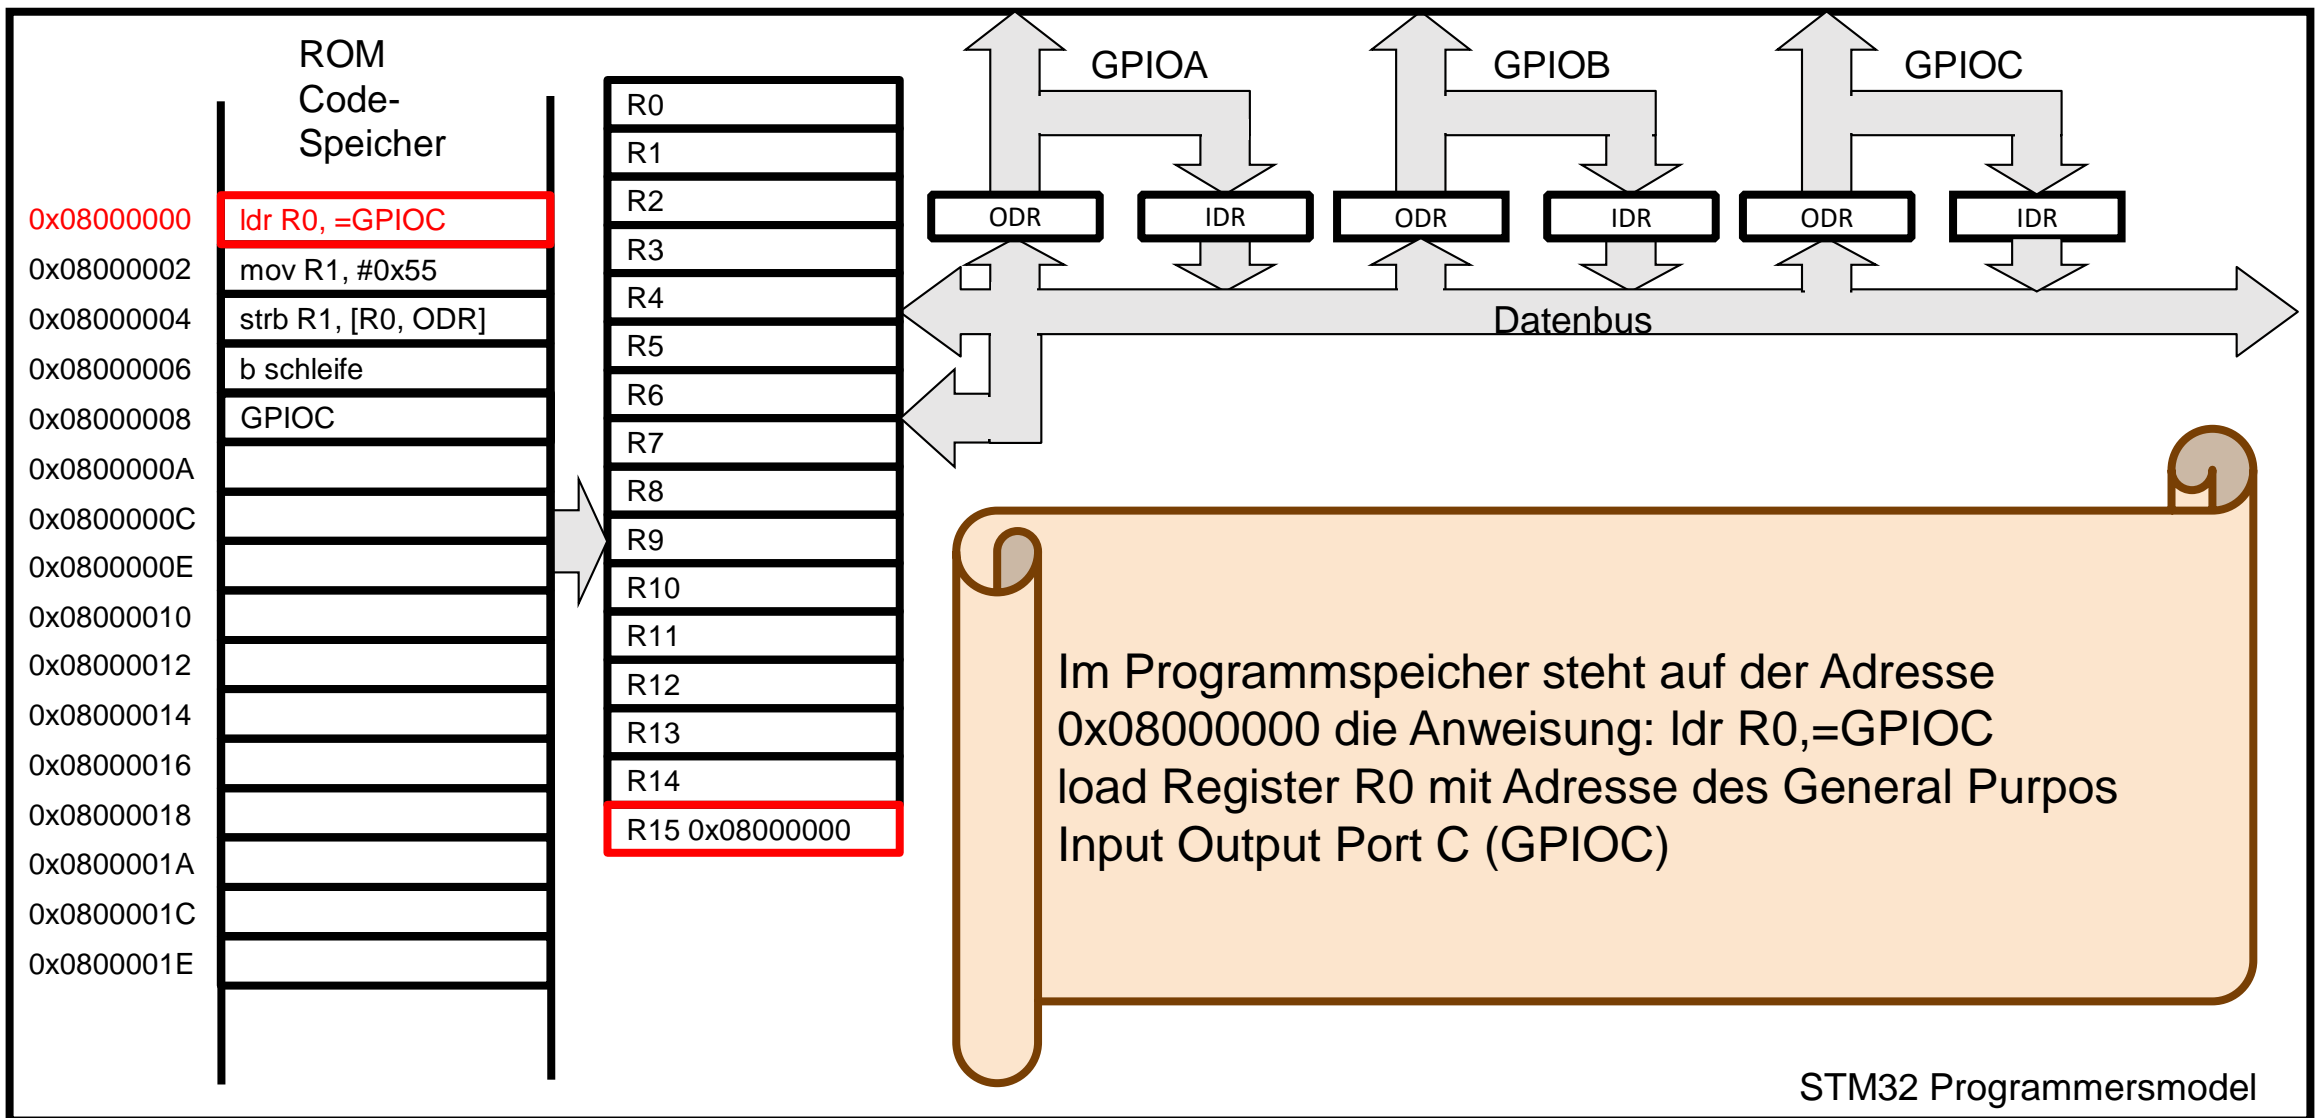 ROM
Code-
Speicher
0x08000000 ldr R0, =GPIOC
0x08000002 mov R1, #0x55
0x08000004 strb R1, [R0, ODR]
0x08000006 b schleife
0x08000008 GPIOC
0x0800000A
0x0800000C
0x0800000E
0x08000010
0x08000012
0x08000014
0x08000016
0x08000018
0x0800001A
0x0800001C
0x0800001E
R0
R1
R2
R3
R4
R5
R6
R7
R8
R9
R10
R11
R12
R13
R14
R15 0x08000000
GPIOA GPIOB GPIOC
ODR IDR ODR IDR ODR IDR
Datenbus
Im Programmspeicher steht auf der Adresse
0x08000000 die Anweisung: ldr R0,=GPIOC
load Register R0 mit Adresse des General Purpos
Input Output Port C (GPIOC)
STM32 Programmersmodel